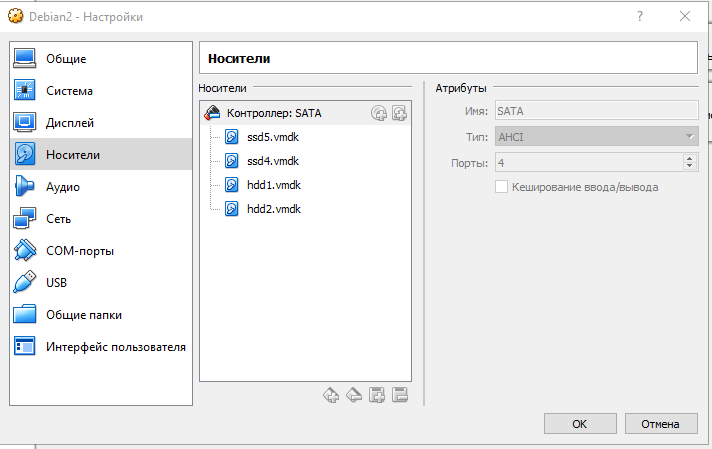 Debian2 - Настройки
?
Общие
Система
Дисплей
Носители
Аудио
Сеть
COM-порты
USB
Общие папки
Интерфейс пользователя
Носители
Носители
Контроллер: SATA
ssd5.vmdk
ssd4.vmdk
hdd1.vmdk
hdd2.vmdk
Атрибуты
Имя: SATA
Тип: AHCI
Порты: 4
Кеширование ввода/вывода
OK
Отмена